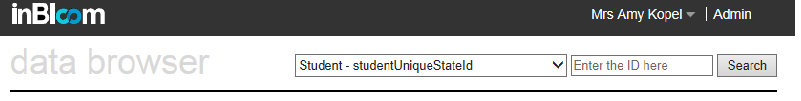 inBloom
Mrs Amy Kopel | Admin
data browser
Student - studentUniqueStateId Enter the ID here Search